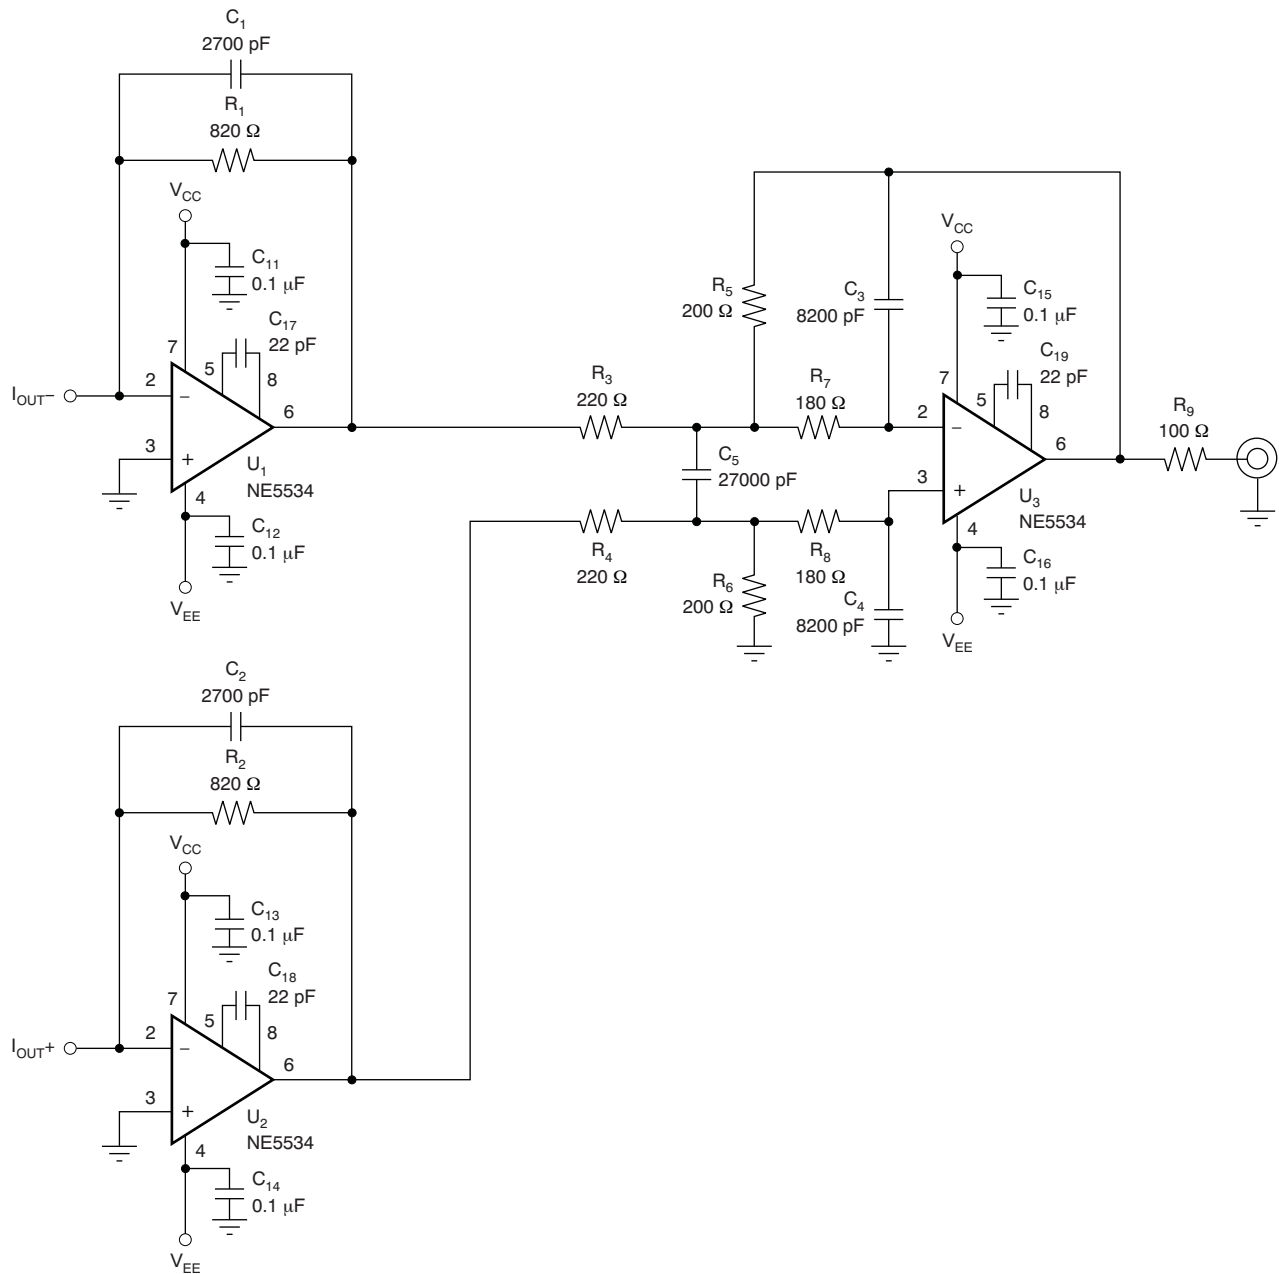 C1
2700 pF
R1
820 Ω
VCC
C11
0.1 μF
C17
22 pF
7
5
8
2
IOUT–
–
6
3
+
U1
NE5534
4
C12
0.1 μF
VEE
R5
200 Ω
C3
8200 pF
VCC
C15
0.1 μF
C19
22 pF
7
5
8
R3
220 Ω
R7
180 Ω
2
–
6
R9
100 Ω
C5
27000 pF
3
+
U3
NE5534
4
R4
220 Ω
R8
180 Ω
R6
200 Ω
C4
8200 pF
C16
0.1 μF
VEE
C2
2700 pF
R2
820 Ω
VCC
C13
0.1 μF
C18
22 pF
7
5
8
2
IOUT+
–
6
3
+
U2
NE5534
4
C14
0.1 μF
VEE